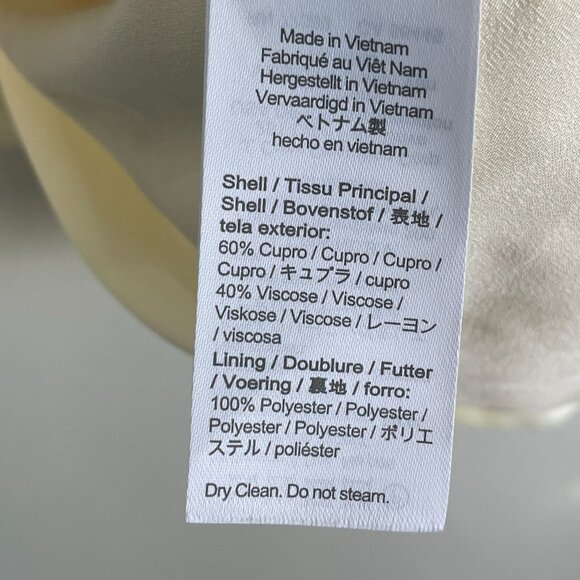 Made in Vietnam
Fabriqué au Viêt Nam
Hergestellt in Vietnam
Vervaardigd in Vietnam
ベトナム製
hecho en vietnam
Shell / Tissu Principal /
Shell / Bovenstof / 表地 /
tela exterior:
60% Cupro / Cupro / Cupro /
Cupro / キュプラ / cupro
40% Viscose / Viscose /
Viskose / Viscose / レーヨン
/ viscosa
Lining / Doublure / Futter
/ Voering / 裏地 / forro:
100% Polyester / Polyester /
Polyester / Polyester / ポリエ
ステル / poliéster
Dry Clean. Do not steam.